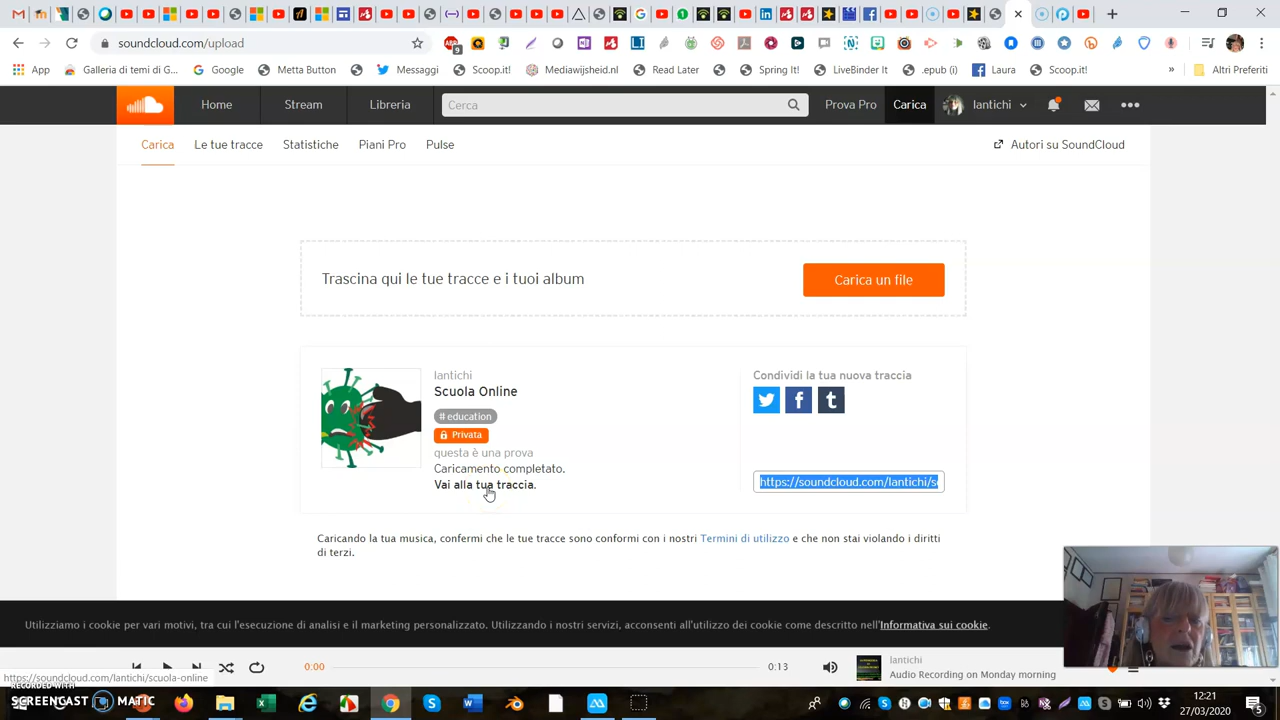 soundcloud.com/upload
9
App
Galleria di temi di G...
Google
Metta Button
Messaggi
Scoop.it!
Mediawijsheid.nl
Read Later
Spring It!
LiveBinder It
.epub (i)
Laura
Scoop.it!
»
Altri Preferiti
Home
Stream
Libreria
Cerca
Prova Pro
Carica
lantichi
Carica
Le tue tracce
Statistiche
Piani Pro
Pulse
Autori su SoundCloud
Trascina qui le tue tracce e i tuoi album
Carica un file
lantichi
Scuola Online
# education
Privata
questa è una prova
Caricamento completato.
Vai alla tua traccia.
Condividi la tua nuova traccia
https://soundcloud.com/lantichi/s
Caricando la tua musica, confermi che le tue tracce sono conformi con i nostri Termini di utilizzo e che non stai violando i diritti
di terzi.
Utilizziamo i cookie per vari motivi, tra cui l'esecuzione di analisi e il marketing personalizzato. Utilizzando i nostri servizi, acconsenti all'utilizzo dei cookie come descritto nell'Informativa sui cookie.
0:00
0:13
lantichi
Audio Recording on Monday morning
https://soundcloud.com/lantichi/scuola-online
RECORDED WITH
SCREENCAST MATIC
12:21
27/03/2020
5